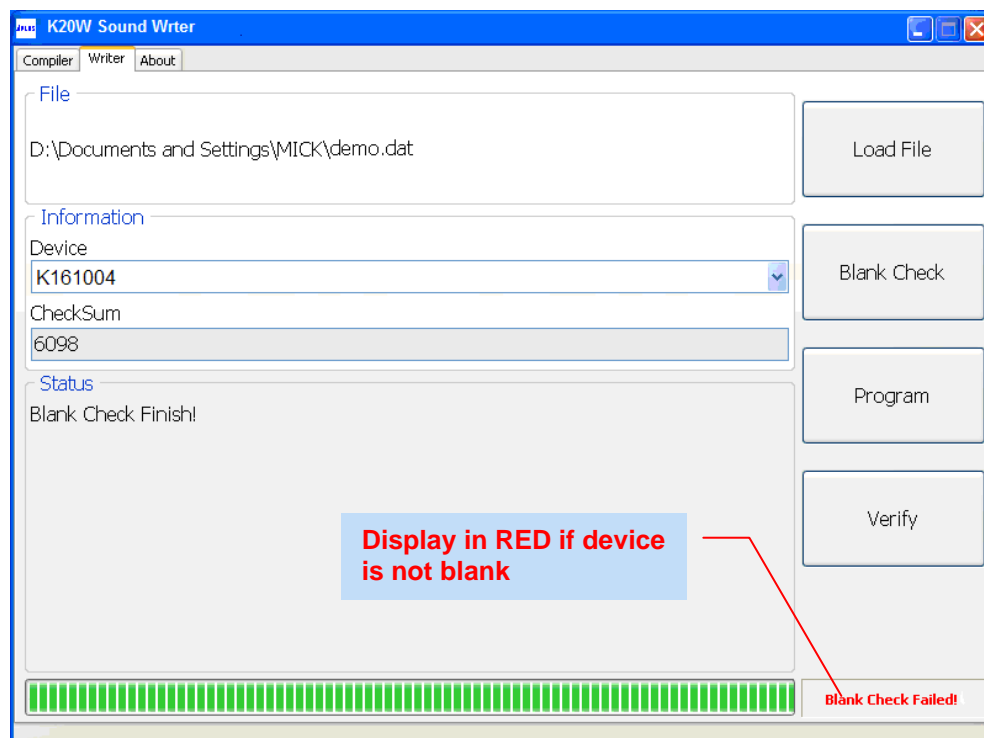 APLUS K20W Sound Wrter
Compiler Writer About
File
D:\Documents and Settings\MICK\demo.dat
Load File
Information
Device
K161004
Blank Check
CheckSum
6098
Status
Blank Check Finish!
Program
Verify
Display in RED if device
is not blank
Blank Check Failed!